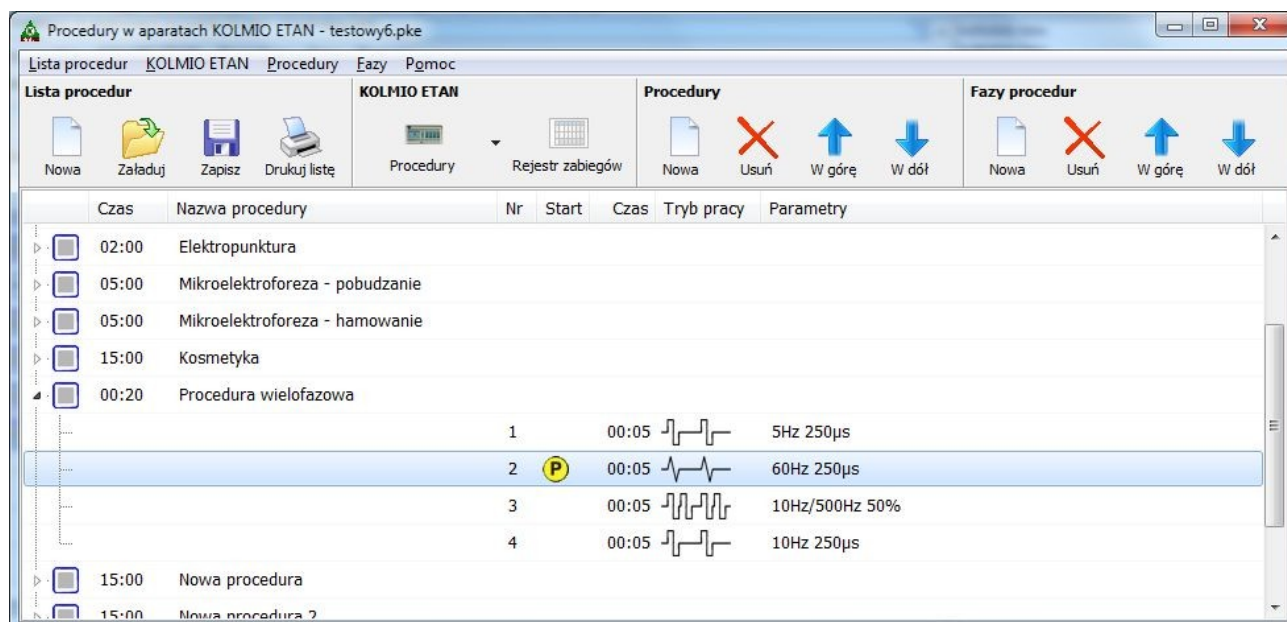 Procedury w aparatach KOLMIO ETAN - testowy6.pke
Lista procedur KOLMIO ETAN Procedury Fazy Pomoc
Lista procedur KOLMIO ETAN Procedury Fazy procedur
Nowa Załaduj Zapisz Drukuj listę Procedury Rejestr zabiegów Nowa Usuń W górę W dół Nowa Usuń W górę W dół
Czas Nazwa procedury Nr Start Czas Tryb pracy Parametry
02:00 Elektropunktura
05:00 Mikroelektroforeza - pobudzanie
05:00 Mikroelektroforeza - hamowanie
15:00 Kosmetyka
00:20 Procedura wielofazowa
1 00:05 5Hz 250µs
2 P 00:05 60Hz 250µs
3 00:05 10Hz/500Hz 50%
4 00:05 10Hz 250µs
15:00 Nowa procedura
15:00 Nowa procedura 2